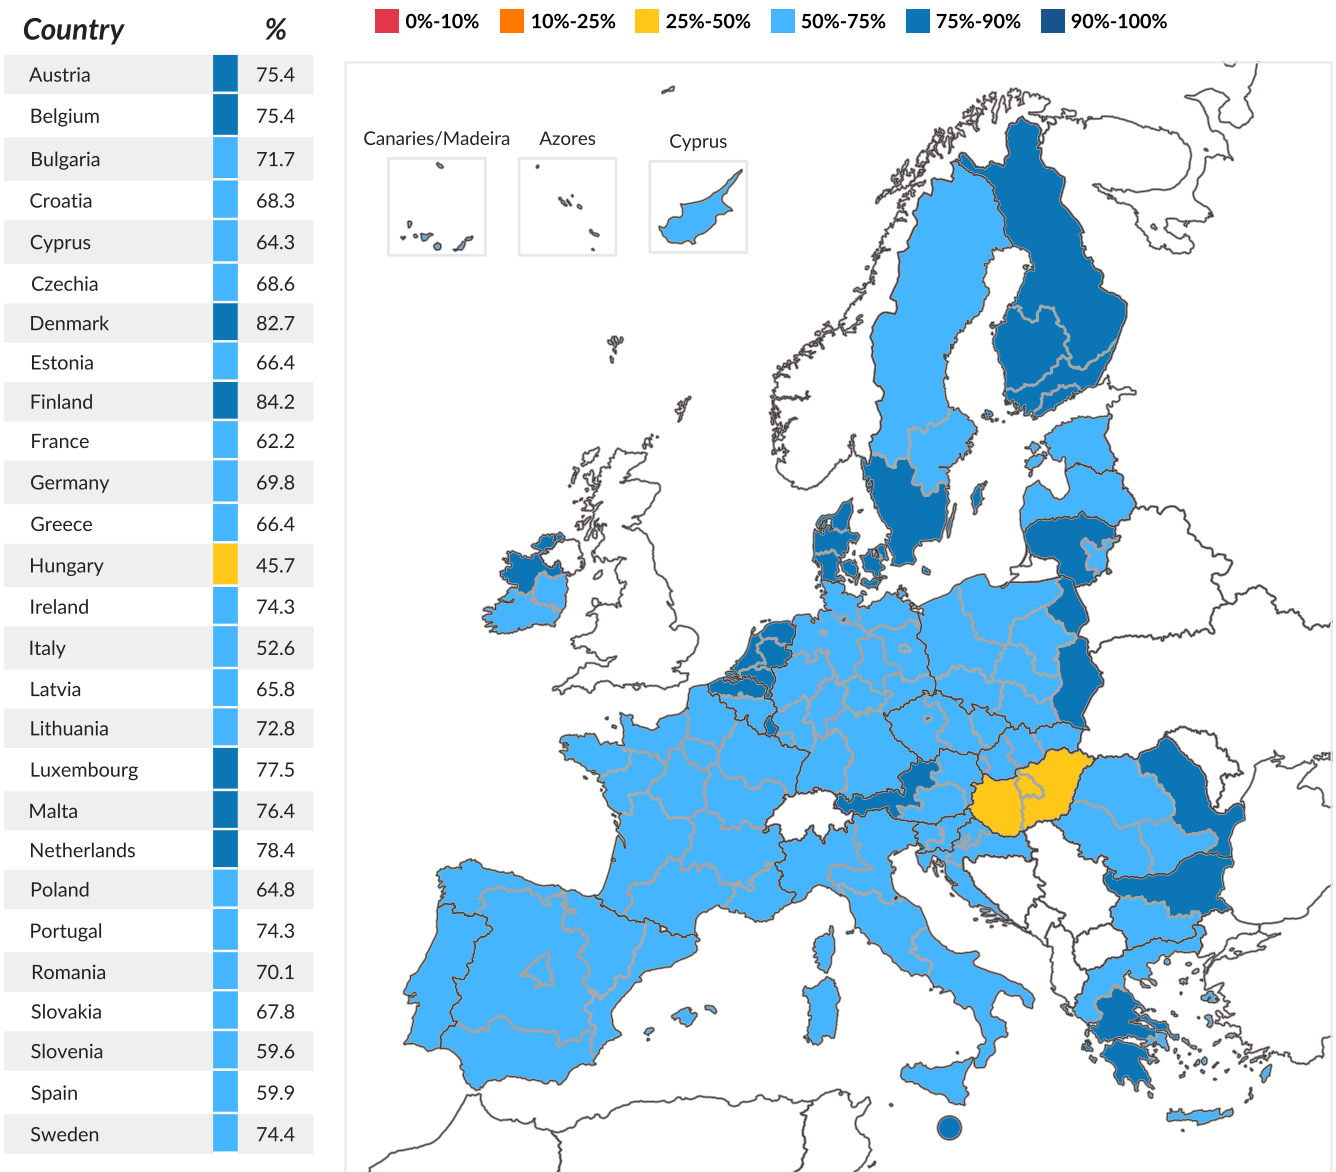 Country %
0%-10% 10%-25% 25%-50% 50%-75% 75%-90% 90%-100%
Austria 75.4
Belgium 75.4
Bulgaria 71.7
Croatia 68.3
Cyprus 64.3
Czechia 68.6
Denmark 82.7
Estonia 66.4
Finland 84.2
France 62.2
Germany 69.8
Greece 66.4
Hungary 45.7
Ireland 74.3
Italy 52.6
Latvia 65.8
Lithuania 72.8
Luxembourg 77.5
Malta 76.4
Netherlands 78.4
Poland 64.8
Portugal 74.3
Romania 70.1
Slovakia 67.8
Slovenia 59.6
Spain 59.9
Sweden 74.4
Canaries/Madeira Azores Cyprus